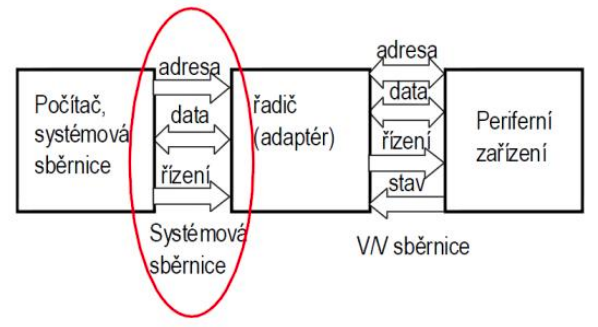 Počítač,
systémová
sběrnice
adresa
data
řízení
Systémová
sběrnice
řadič
(adaptér)
adresa
data
řízení
stav
V/V sběrnice
Periferní
zařízení